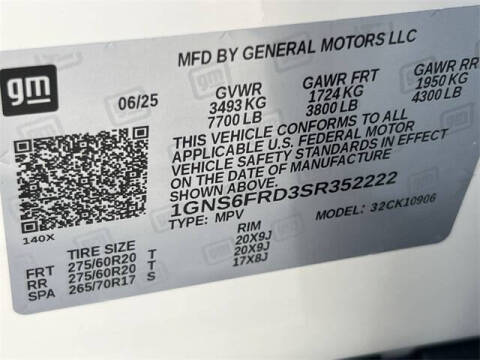 MFD BY GENERAL MOTORS LLC
gm
06/25
GVWR GAWR FRT GAWR RR
3493 KG 1724 KG 1950 KG
7700 LB 3800 LB 4300 LB
THIS VEHICLE CONFORMS TO ALL
APPLICABLE U.S. FEDERAL MOTOR
VEHICLE SAFETY STANDARDS IN EFFECT
ON THE DATE OF MANUFACTURE
SHOWN ABOVE.
1GNS6FRD3SR352222
TYPE: MPV MODEL: 32CK10906
140X
TIRE SIZE RIM
FRT 275/60R20 T 20X9J
RR 275/60R20 T 20X9J
SPA 265/70R17 S 17X8J